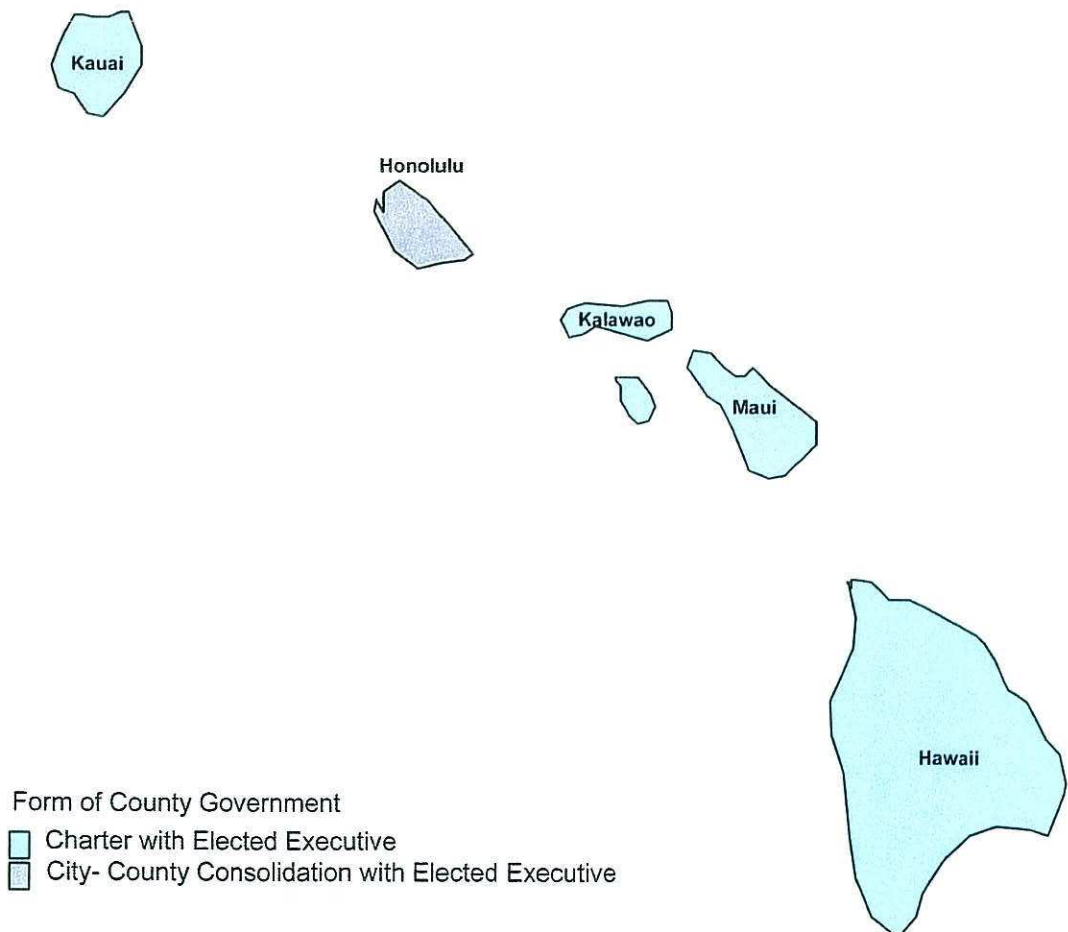 Kauai
Honolulu
Kalawao
Maui
Hawaii
Form of County Government
Charter with Elected Executive
City- County Consolidation with Elected Executive